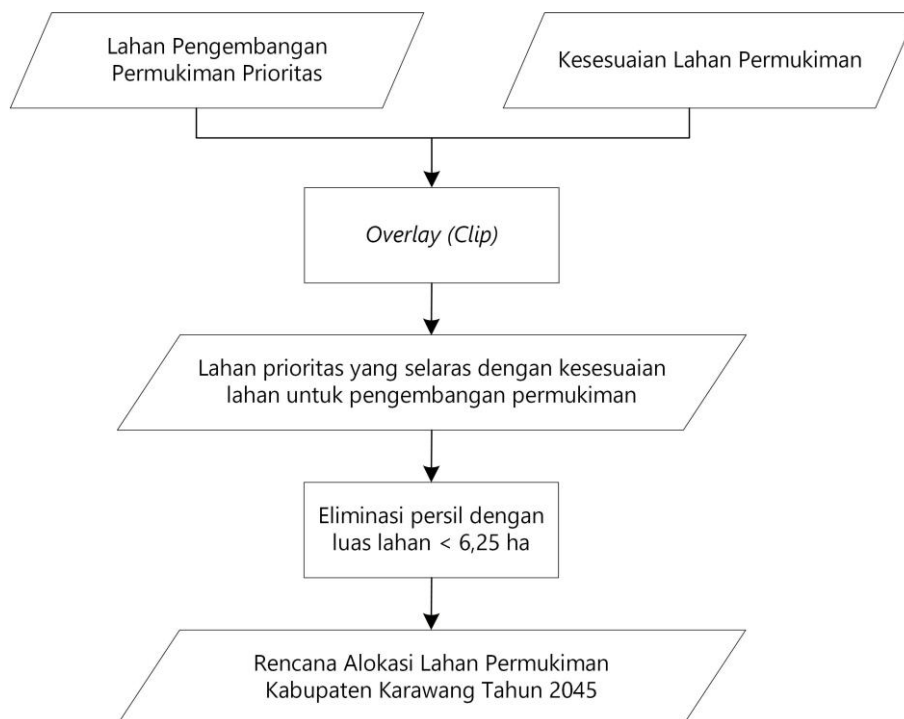 Lahan Pengembangan
Permukiman Prioritas
Kesesuaian Lahan Permukiman
Overlay (Clip)
Lahan prioritas yang selaras dengan kesesuaian
lahan untuk pengembangan permukiman
Eliminasi persil dengan
luas lahan < 6,25 ha
Rencana Alokasi Lahan Permukiman
Kabupaten Karawang Tahun 2045